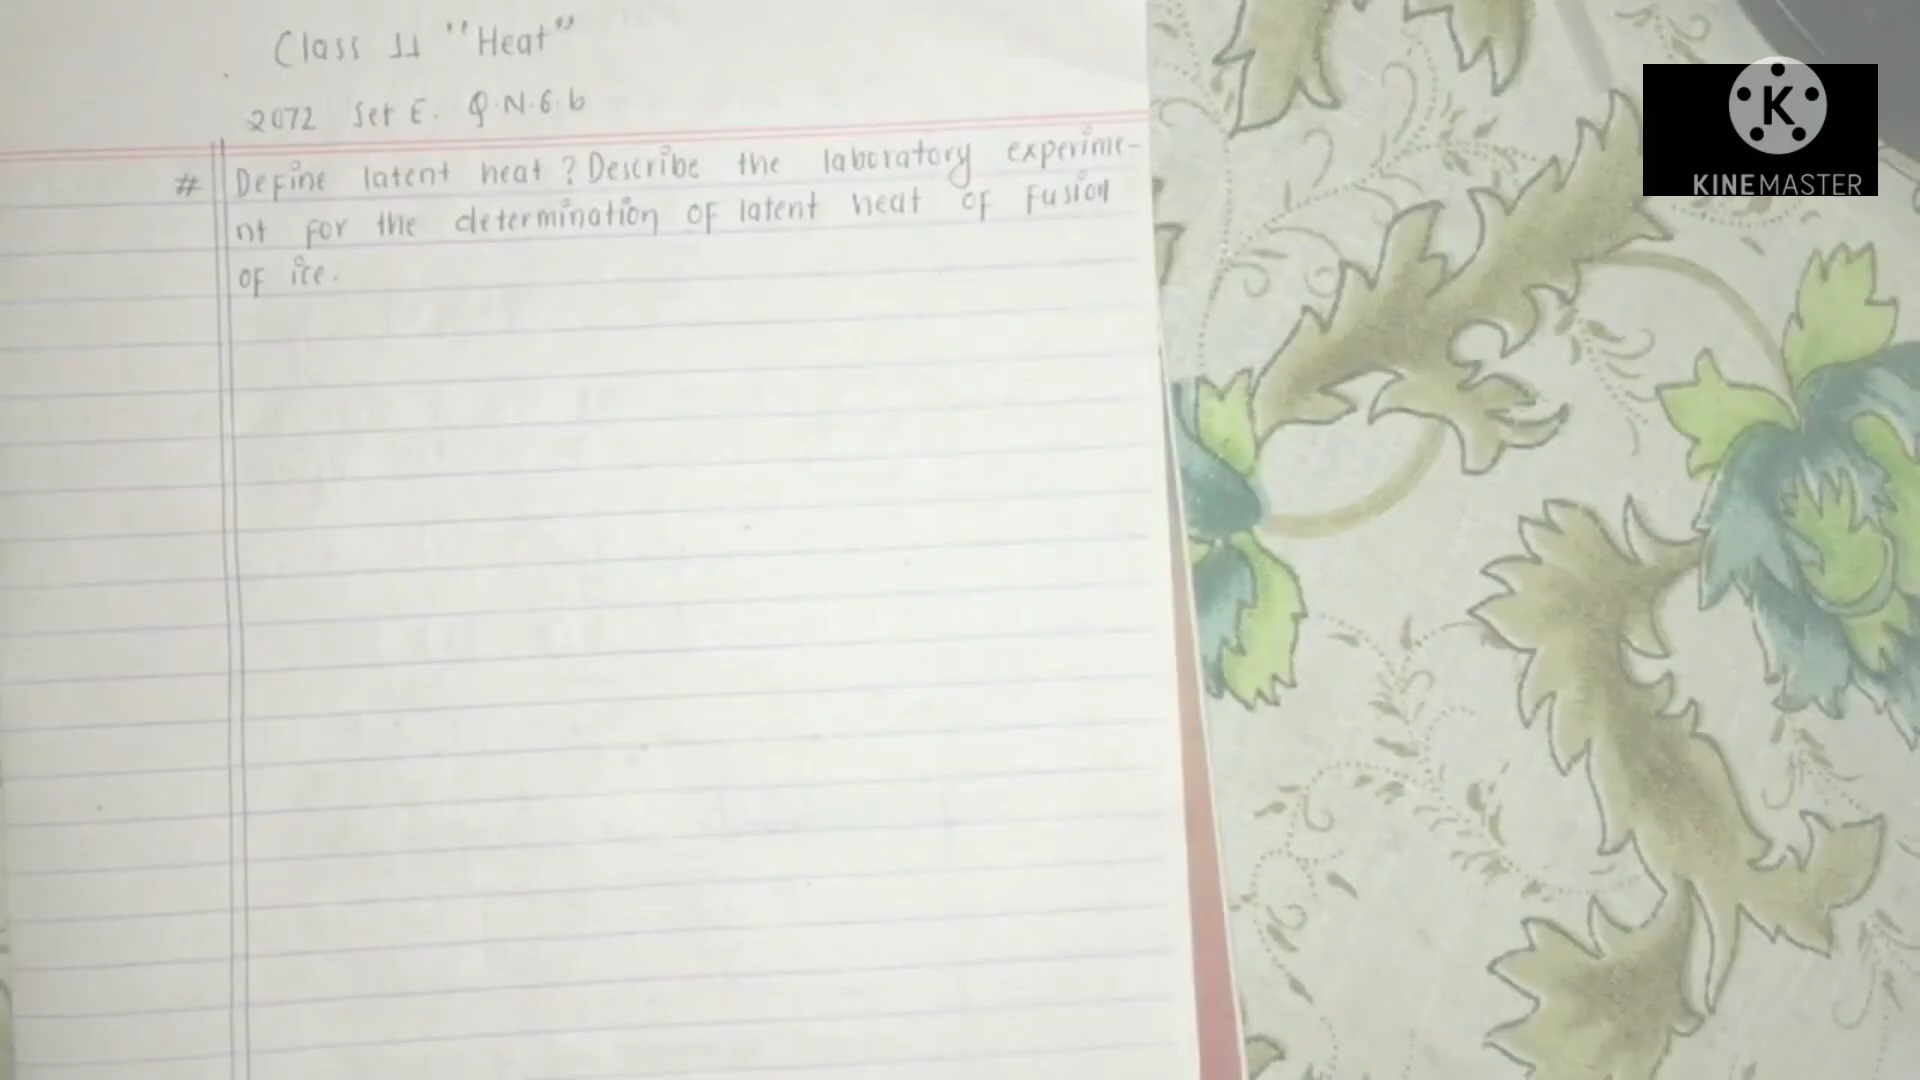 Class 11 "Heat"
2072 Set E. Q.N.6.b
# Define latent heat ? Describe the laboratory experime-
nt for the determination of latent heat of fusion
of ice.
K
KINEMASTER